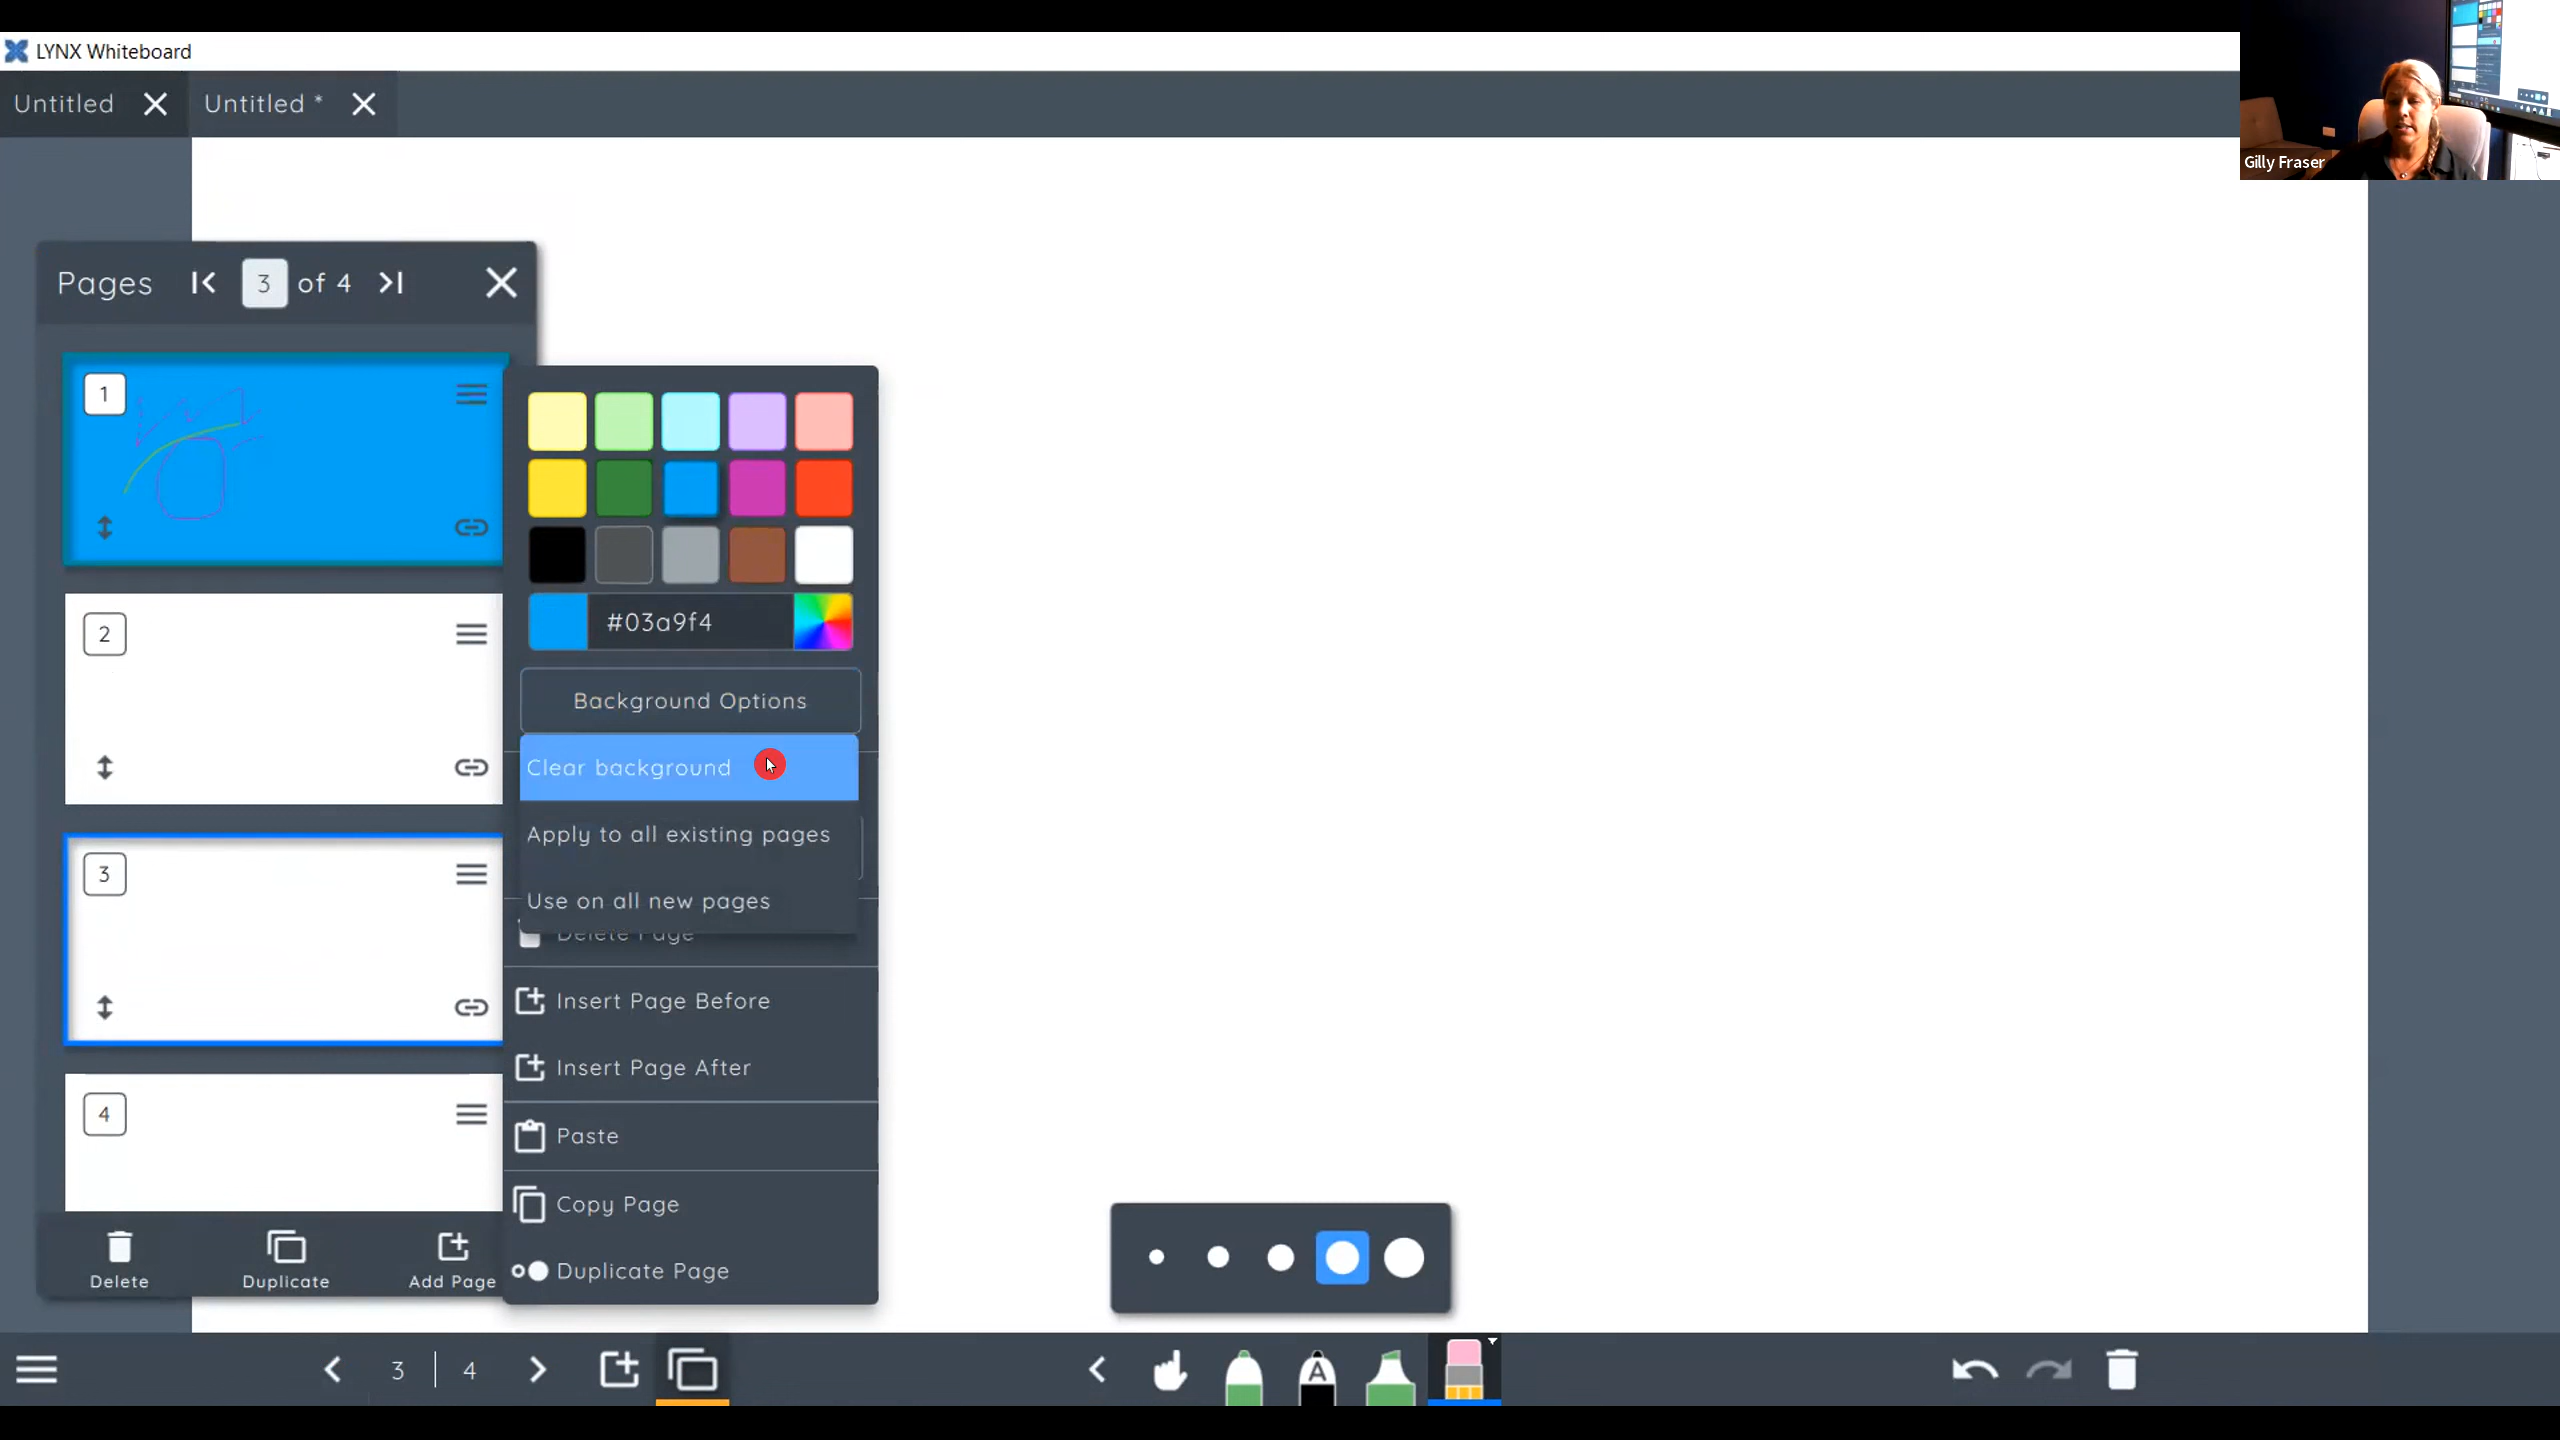 LYNX Whiteboard
Untitled
Untitled *
Gilly Fraser
Pages
3 of 4
1
2
3
4
#03a9f4
Background Options
Clear background
Apply to all existing pages
Use on all new pages
Delete Page
Insert Page Before
Insert Page After
Paste
Copy Page
Duplicate Page
Delete
Duplicate
Add Page
3 | 4
A